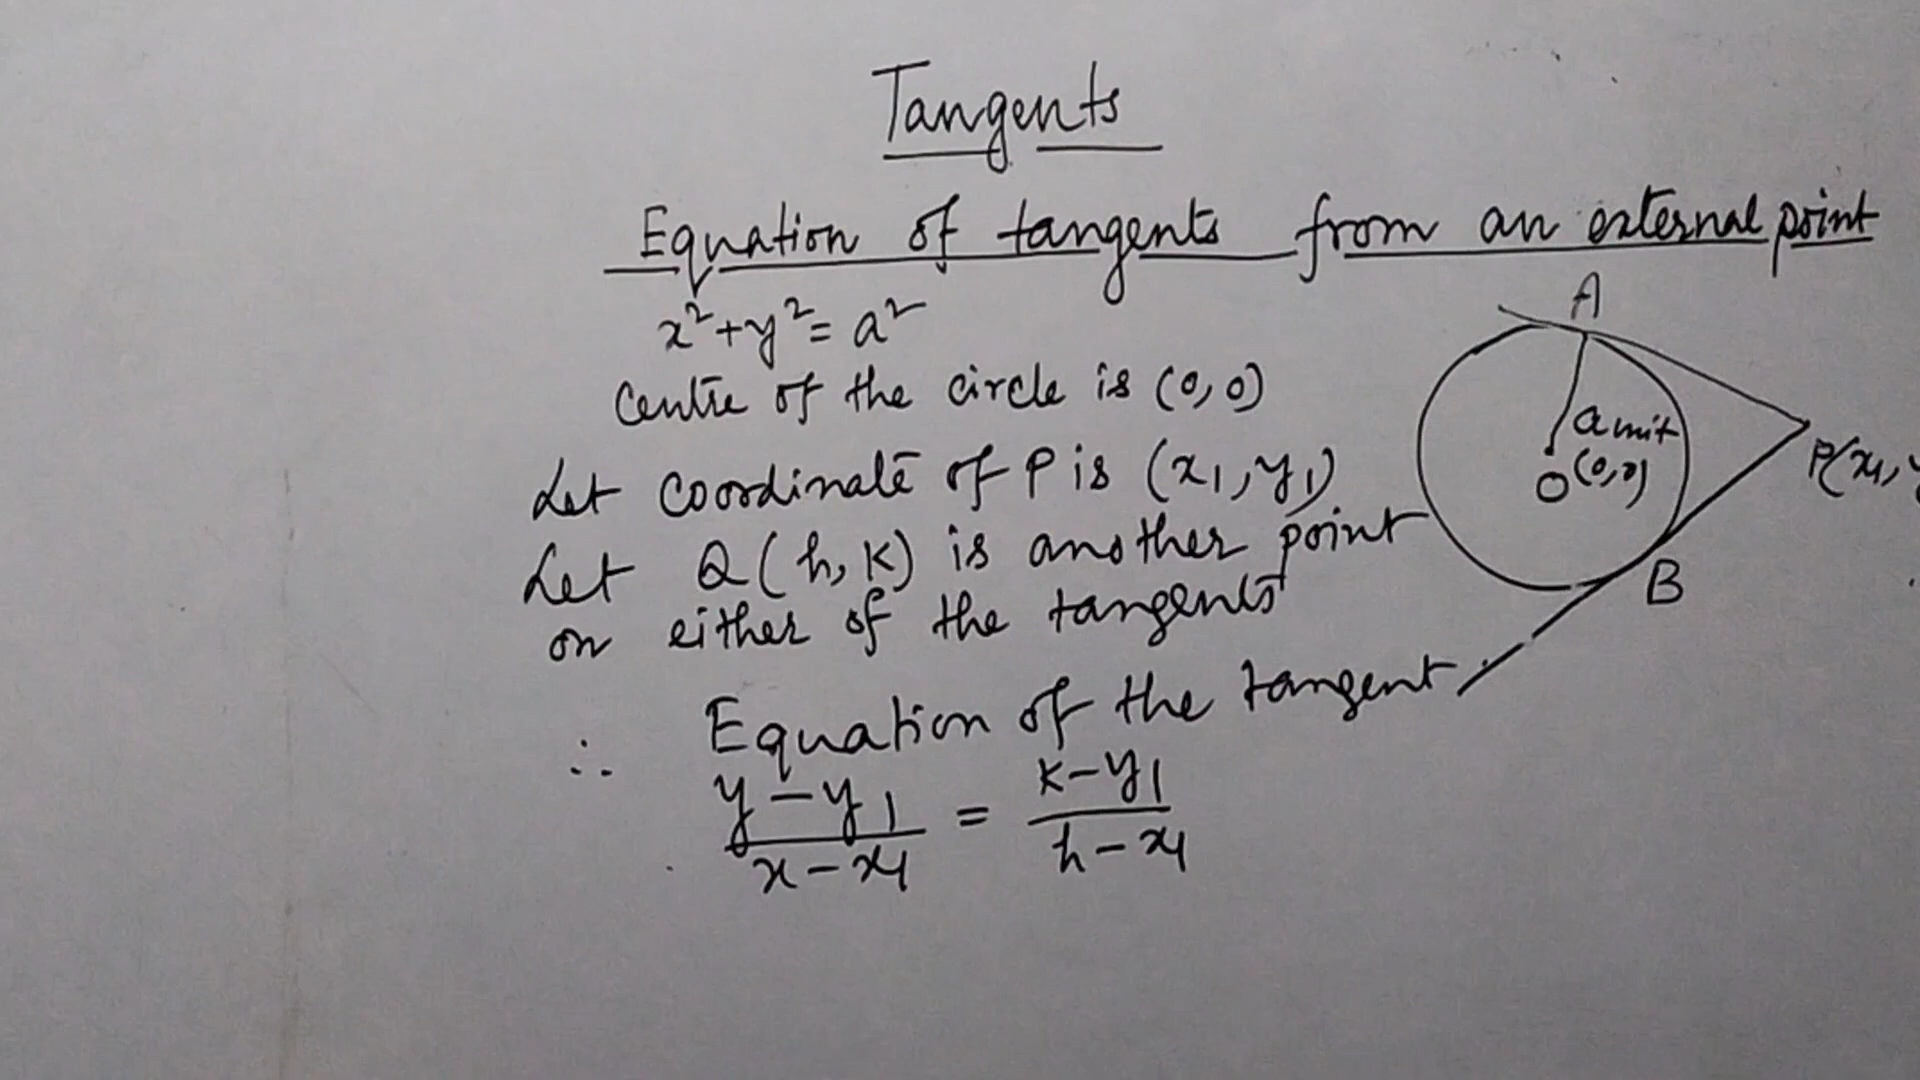 Tangents
Equation of tangents from an external point
x²+y²= a²
Centre of the circle is (0,0)
Let coordinate of P is (x₁,y₁)
Let Q(h,k) is another point
on either of the tangents
∴ Equation of the tangent
y-y₁/x-x₁ = k-y₁/h-x₁
A
a unit
O(0,0)
P(x₁,
B